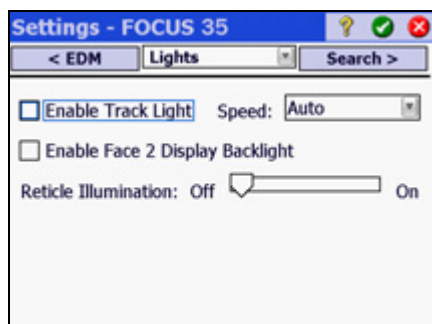 Settings - FOCUS 35 ?
< EDM Lights Search >
Enable Track Light Speed: Auto
Enable Face 2 Display Backlight
Reticle Illumination: Off On